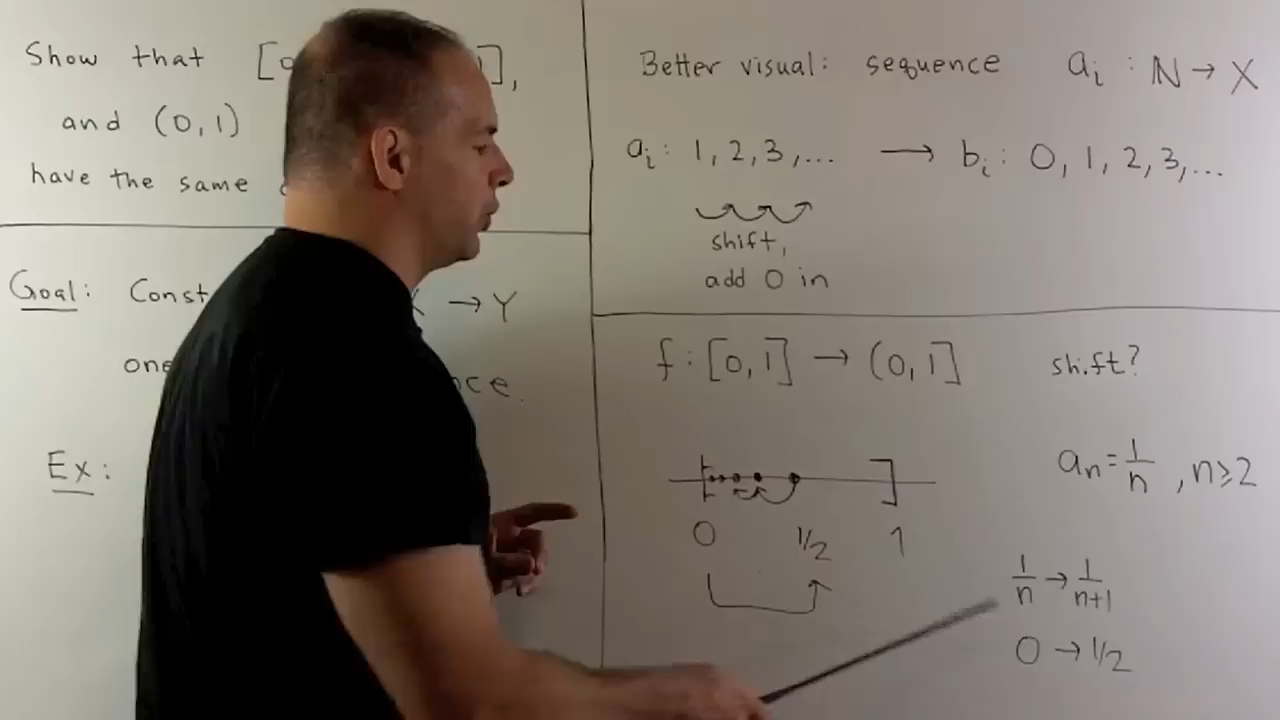 Show that [0 ],
and (0,1)
have the same
Goal: Const → Y
one
Ex:
Better visual: sequence aᵢ : ℕ → X
aᵢ: 1, 2, 3, ... → bᵢ: 0, 1, 2, 3, ...
shift,
add 0 in
f : [0,1] → (0,1] shift?
aₙ = 1/n , n ≥ 2
0 1/2 1
1/n → 1/n+1
0 → 1/2